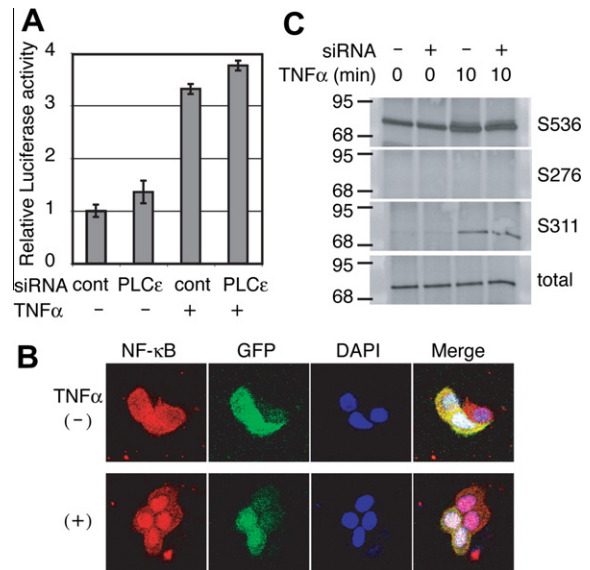 A
Relative Luciferase activity
4
3
2
1
0
siRNA cont PLCε cont PLCε
TNFα − − + +
C
siRNA − + − +
TNFα (min) 0 0 10 10
95
68
S536
95
68
S276
95
68
S311
95
68
total
B
NF-κB GFP DAPI Merge
TNFα
(−)
(+)